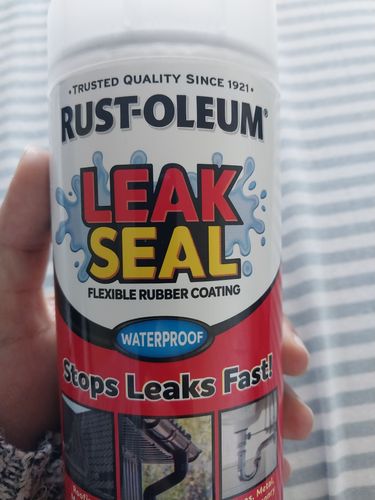 • TRUSTED QUALITY SINCE 1921 •
RUST-OLEUM®
LEAK
SEAL
FLEXIBLE RUBBER COATING
WATERPROOF
Stops Leaks Fast!